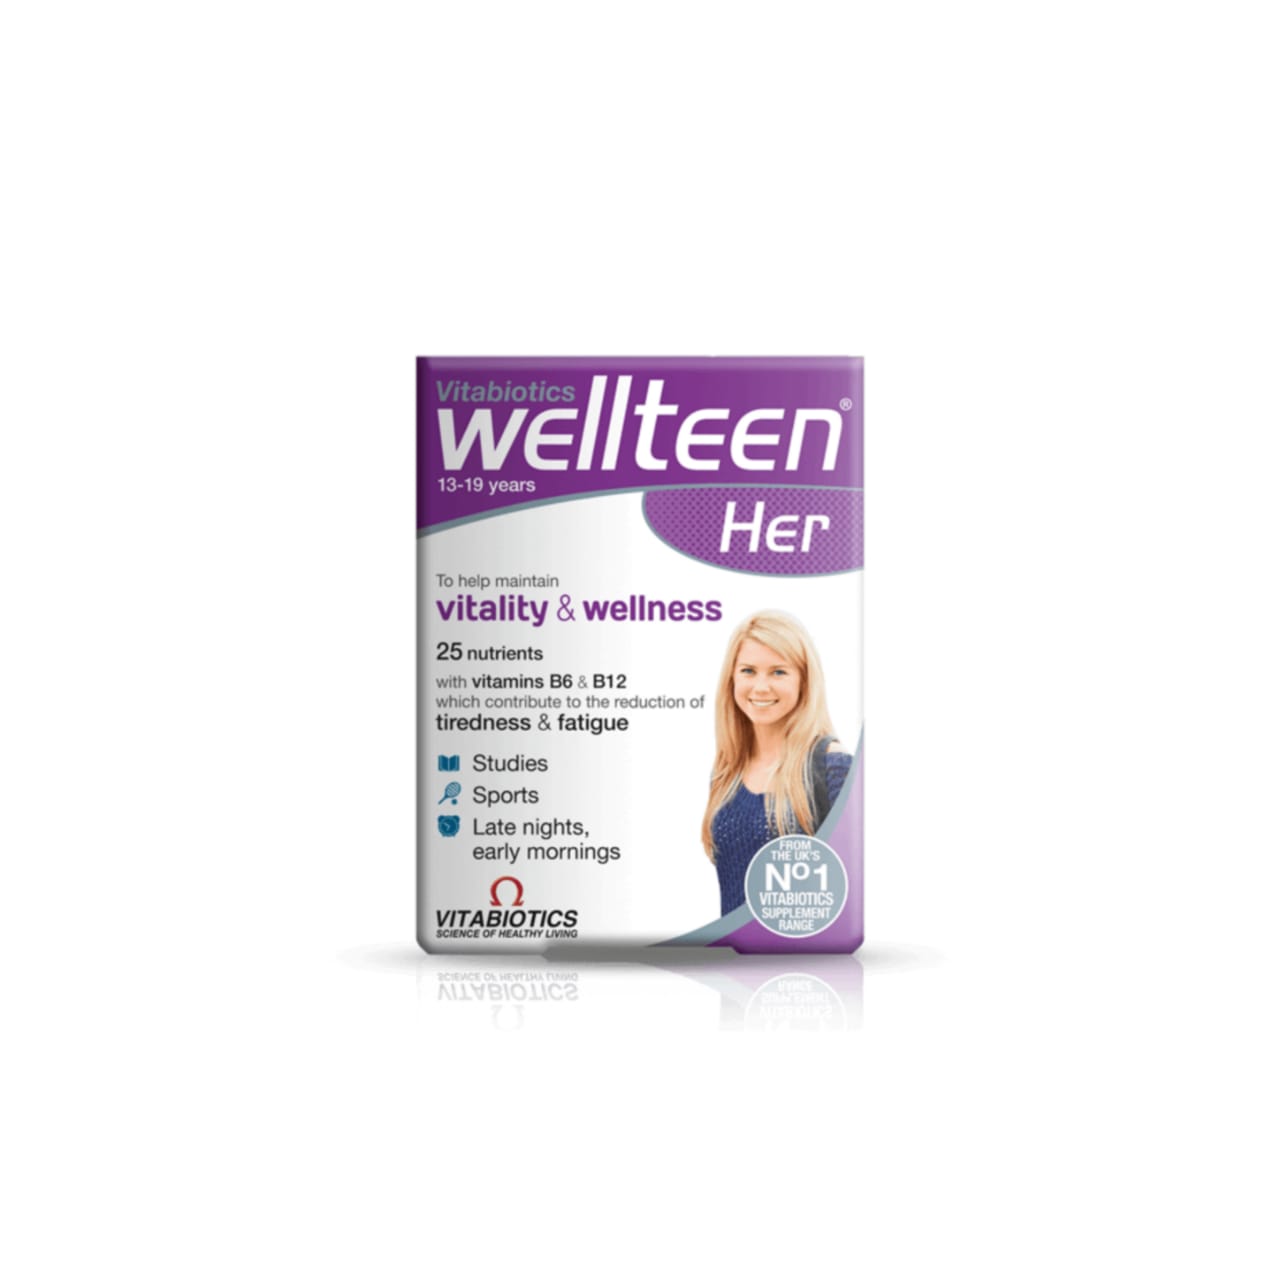 Vitabiotics
wellteen®
13-19 years
Her
To help maintain
vitality & wellness
25 nutrients
with vitamins B6 & B12
which contribute to the reduction of
tiredness & fatigue
Studies
Sports
Late nights,
early mornings
VITABIOTICS
SCIENCE OF HEALTHY LIVING
FROM
THE UK'S
Nº1
VITABIOTICS
SUPPLEMENT
RANGE